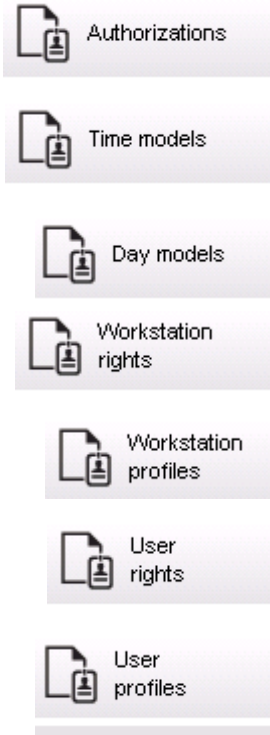 Authorizations
Time models
Day models
Workstation
rights
Workstation
profiles
User
rights
User
profiles